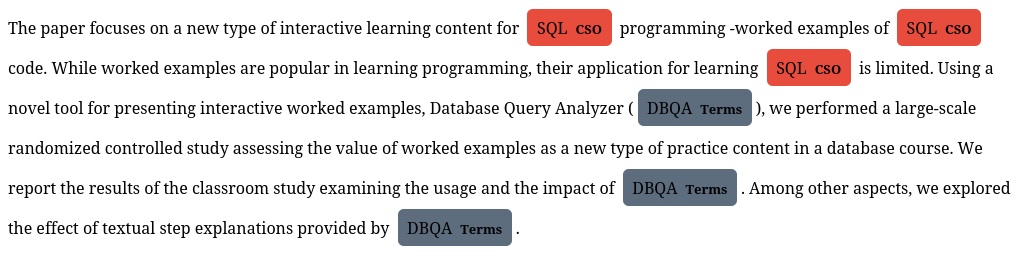 The paper focuses on a new type of interactive learning content for SQL CSO programming -worked examples of SQL CSO
code. While worked examples are popular in learning programming, their application for learning SQL CSO is limited. Using a
novel tool for presenting interactive worked examples, Database Query Analyzer ( DBQA Terms ), we performed a large-scale
randomized controlled study assessing the value of worked examples as a new type of practice content in a database course. We
report the results of the classroom study examining the usage and the impact of DBQA Terms . Among other aspects, we explored
the effect of textual step explanations provided by DBQA Terms .